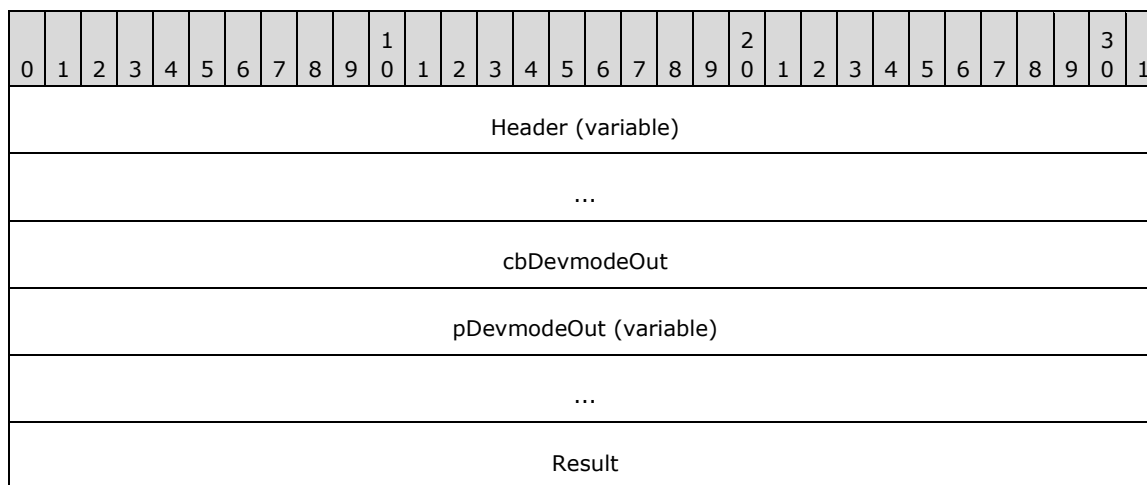 1 2 3
0 1 2 3 4 5 6 7 8 9 0 1 2 3 4 5 6 7 8 9 0 1 2 3 4 5 6 7 8 9 0 1
Header (variable)
...
cbDevmodeOut
pDevmodeOut (variable)
...
Result